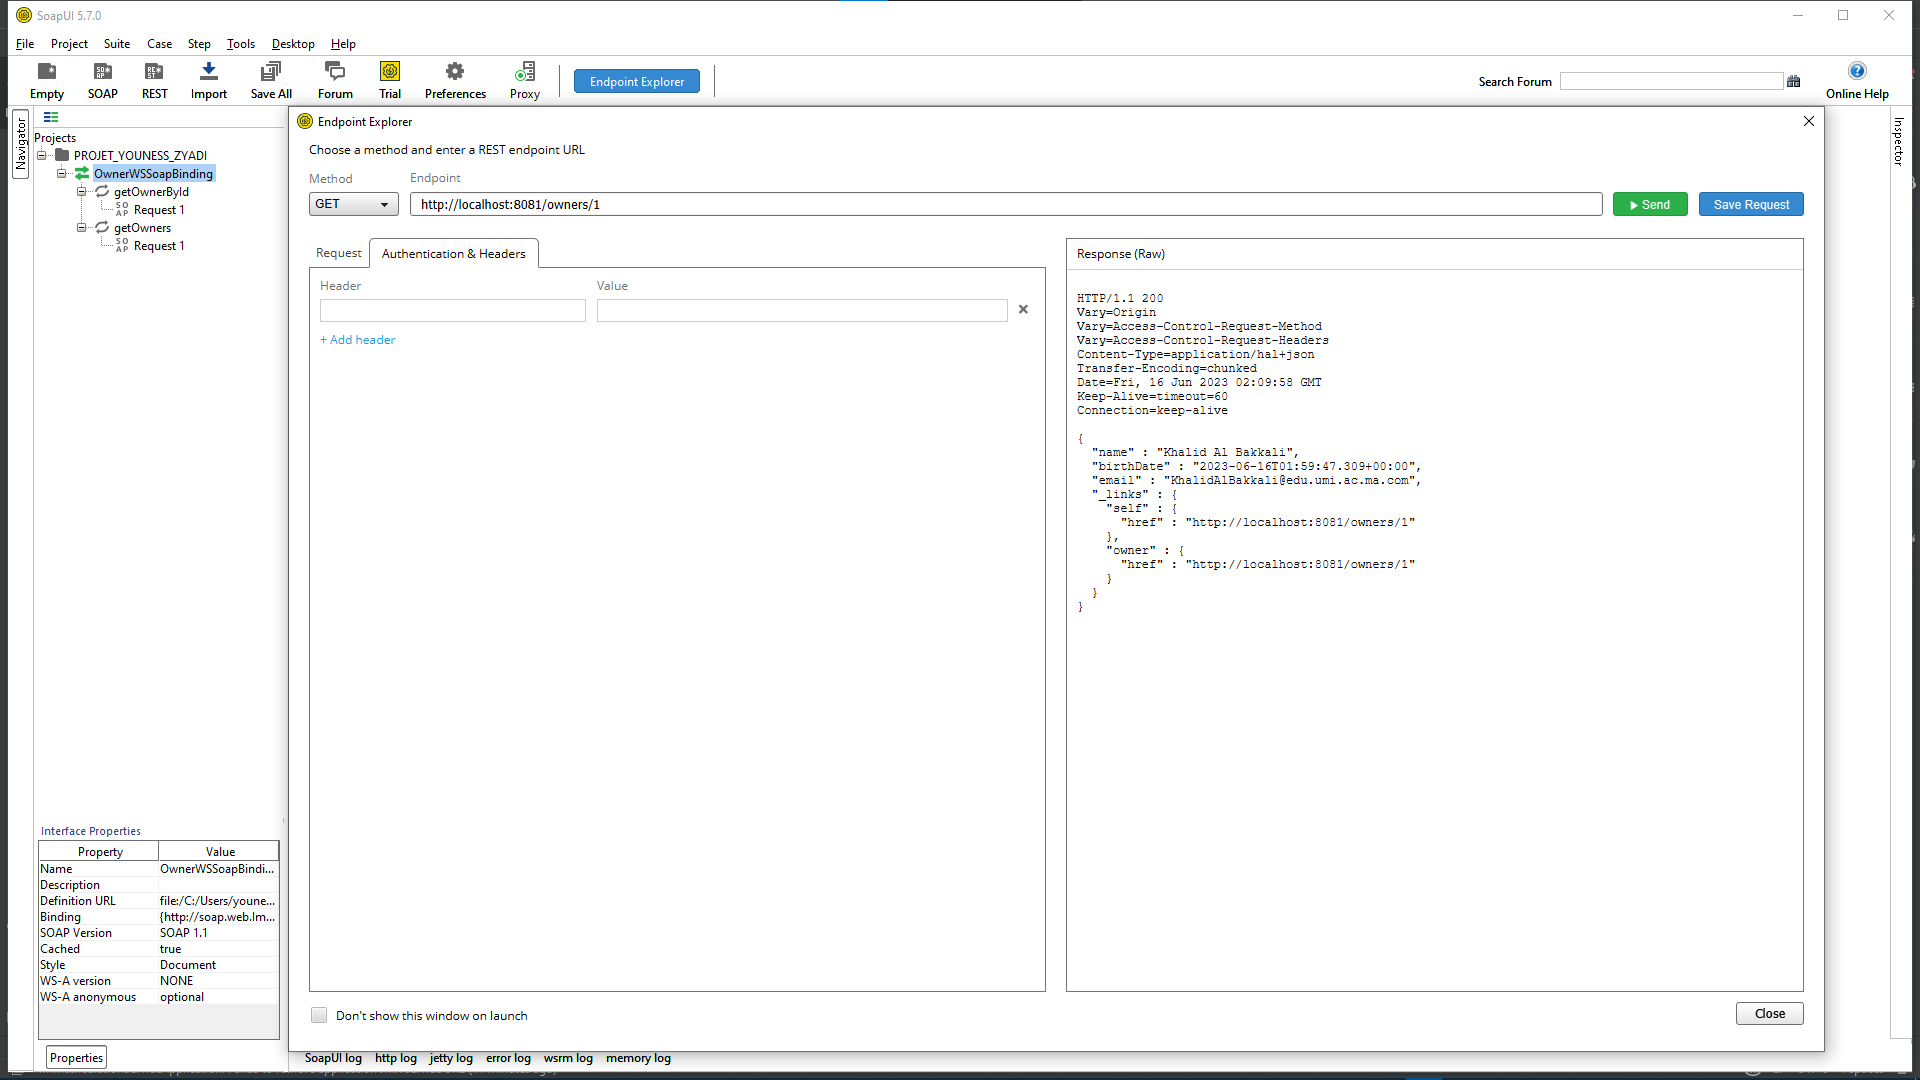 SoapUI 5.7.0
File Project Suite Case Step Tools Desktop Help
Empty SOAP REST Import Save All Forum Trial Preferences Proxy Endpoint Explorer Search Forum Online Help
Navigator
Projects
PROJET_YOUNESS_ZYADI
OwnerWSSoapBinding
getOwnerById
SOAP Request 1
getOwners
SOAP Request 1
Interface Properties
Property Value
Name OwnerWSSoapBindi...
Description
Definition URL file:/C:/Users/youne...
Binding {http://soap.web.lm...
SOAP Version SOAP 1.1
Cached true
Style Document
WS-A version NONE
WS-A anonymous optional
Properties
Endpoint Explorer
Choose a method and enter a REST endpoint URL
Method Endpoint
GET http://localhost:8081/owners/1 Send Save Request
Request Authentication & Headers
Header Value
+ Add header
Response (Raw)
HTTP/1.1 200
Vary=Origin
Vary=Access-Control-Request-Method
Vary=Access-Control-Request-Headers
Content-Type=application/hal+json
Transfer-Encoding=chunked
Date=Fri, 16 Jun 2023 02:09:58 GMT
Keep-Alive=timeout=60
Connection=keep-alive
{
"name" : "Khalid Al Bakkali",
"birthDate" : "2023-06-16T01:59:47.309+00:00",
"email" : "KhalidAlBakkali@edu.umi.ac.ma.com",
"_links" : {
"self" : {
"href" : "http://localhost:8081/owners/1"
},
"owner" : {
"href" : "http://localhost:8081/owners/1"
}
}
}
Don't show this window on launch
Close
SoapUI log http log jetty log error log wsrm log memory log
Inspector